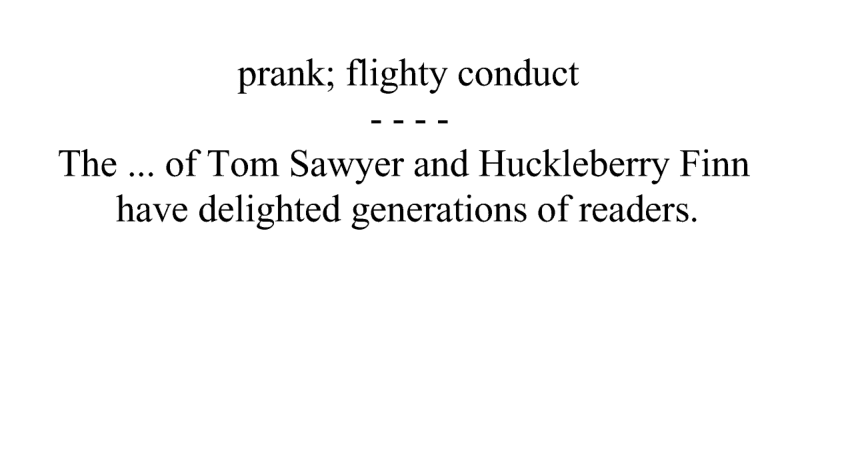 prank; flighty conduct
- - - -
The ... of Tom Sawyer and Huckleberry Finn
have delighted generations of readers.